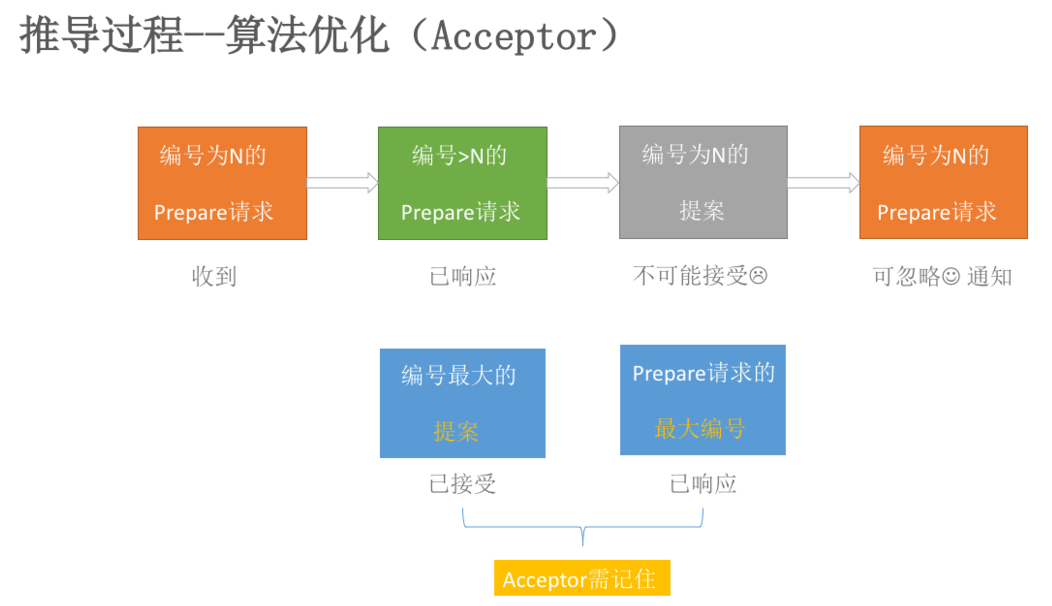 推导过程--算法优化（Acceptor）
编号为N的
Prepare请求
收到
编号>N的
Prepare请求
已响应
编号为N的
提案
不可能接受☹
编号为N的
Prepare请求
可忽略☺ 通知
编号最大的
提案
已接受
Prepare请求的
最大编号
已响应
Acceptor需记住